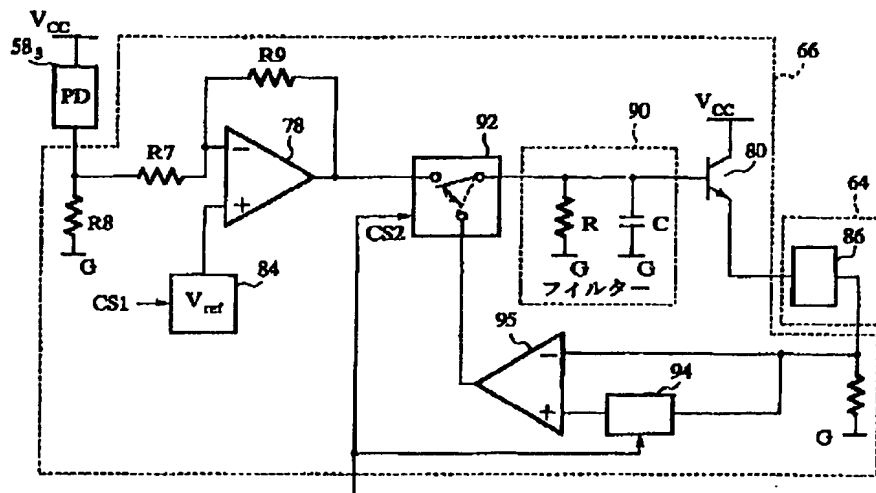 V_CC
58_3
PD
R9
66
R7
78
92
90
V_CC
80
R8
G
CS2
R
C
64
86
G
G
フィルター
84
CS1
V_ref
95
94
G
−
+
−
+